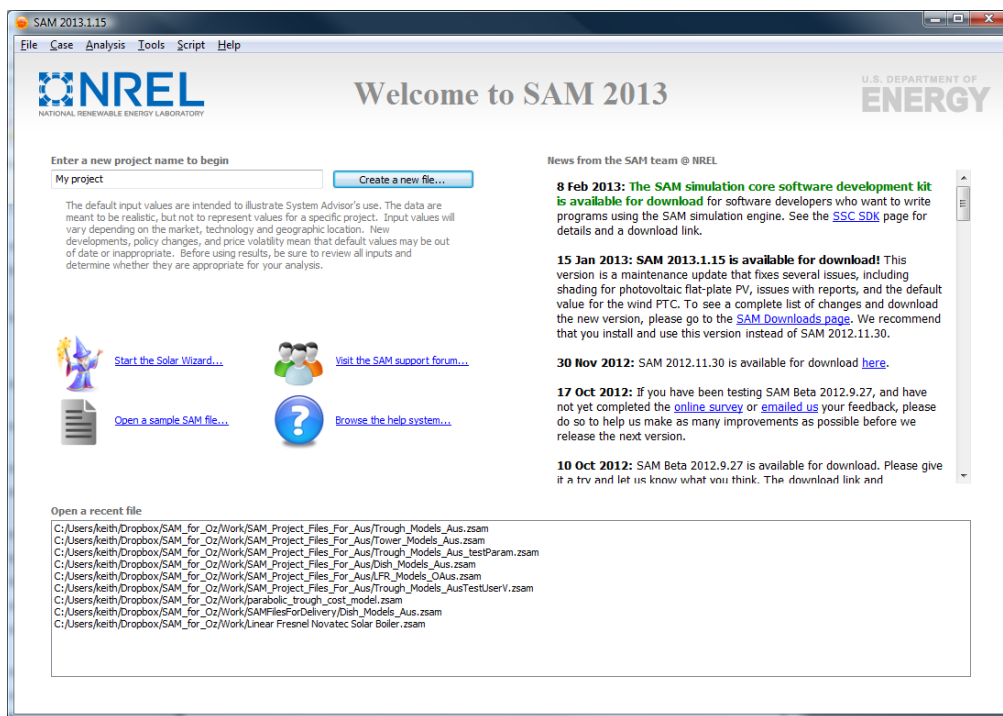 SAM 2013.1.15
File Case Analysis Tools Script Help
NREL
NATIONAL RENEWABLE ENERGY LABORATORY
Welcome to SAM 2013
U.S. DEPARTMENT OF
ENERGY
Enter a new project name to begin
My project
Create a new file...
The default input values are intended to illustrate System Advisor's use. The data are
meant to be realistic, but not to represent values for a specific project. Input values will
vary depending on the market, technology and geographic location. New
developments, policy changes, and price volatility mean that default values may be out
of date or inappropriate. Before using results, be sure to review all inputs and
determine whether they are appropriate for your analysis.
Start the Solar Wizard...
Visit the SAM support forum...
Open a sample SAM file...
Browse the help system...
News from the SAM team @ NREL
8 Feb 2013: The SAM simulation core software development kit
is available for download for software developers who want to write
programs using the SAM simulation engine. See the SSC SDK page for
details and a download link.
15 Jan 2013: SAM 2013.1.15 is available for download! This
version is a maintenance update that fixes several issues, including
shading for photovoltaic flat-plate PV, issues with reports, and the default
value for the wind PTC. To see a complete list of changes and download
the new version, please go to the SAM Downloads page. We recommend
that you install and use this version instead of SAM 2012.11.30.
30 Nov 2012: SAM 2012.11.30 is available for download here.
17 Oct 2012: If you have been testing SAM Beta 2012.9.27, and have
not yet completed the online survey or emailed us your feedback, please
do so to help us make as many improvements as possible before we
release the next version.
10 Oct 2012: SAM Beta 2012.9.27 is available for download. Please give
it a try and let us know what you think. The download link and
Open a recent file
C:/Users/keith/Dropbox/SAM_for_Oz/Work/SAM_Project_Files_For_Aus/Trough_Models_Aus.zsam
C:/Users/keith/Dropbox/SAM_for_Oz/Work/SAM_Project_Files_For_Aus/Tower_Models_Aus.zsam
C:/Users/keith/Dropbox/SAM_for_Oz/Work/SAM_Project_Files_For_Aus/Trough_Models_Aus_testParam.zsam
C:/Users/keith/Dropbox/SAM_for_Oz/Work/SAM_Project_Files_For_Aus/Dish_Models_Aus.zsam
C:/Users/keith/Dropbox/SAM_for_Oz/Work/SAM_Project_Files_For_Aus/LFR_Models_OAus.zsam
C:/Users/keith/Dropbox/SAM_for_Oz/Work/SAM_Project_Files_For_Aus/Trough_Models_AusTestUserV.zsam
C:/Users/keith/Dropbox/SAM_for_Oz/Work/parabolic_trough_cost_model.zsam
C:/Users/keith/Dropbox/SAM_for_Oz/Work/SAMFilesForDelivery/Dish_Models_Aus.zsam
C:/Users/keith/Dropbox/SAM_for_Oz/Work/Linear Fresnel Novatec Solar Boiler.zsam